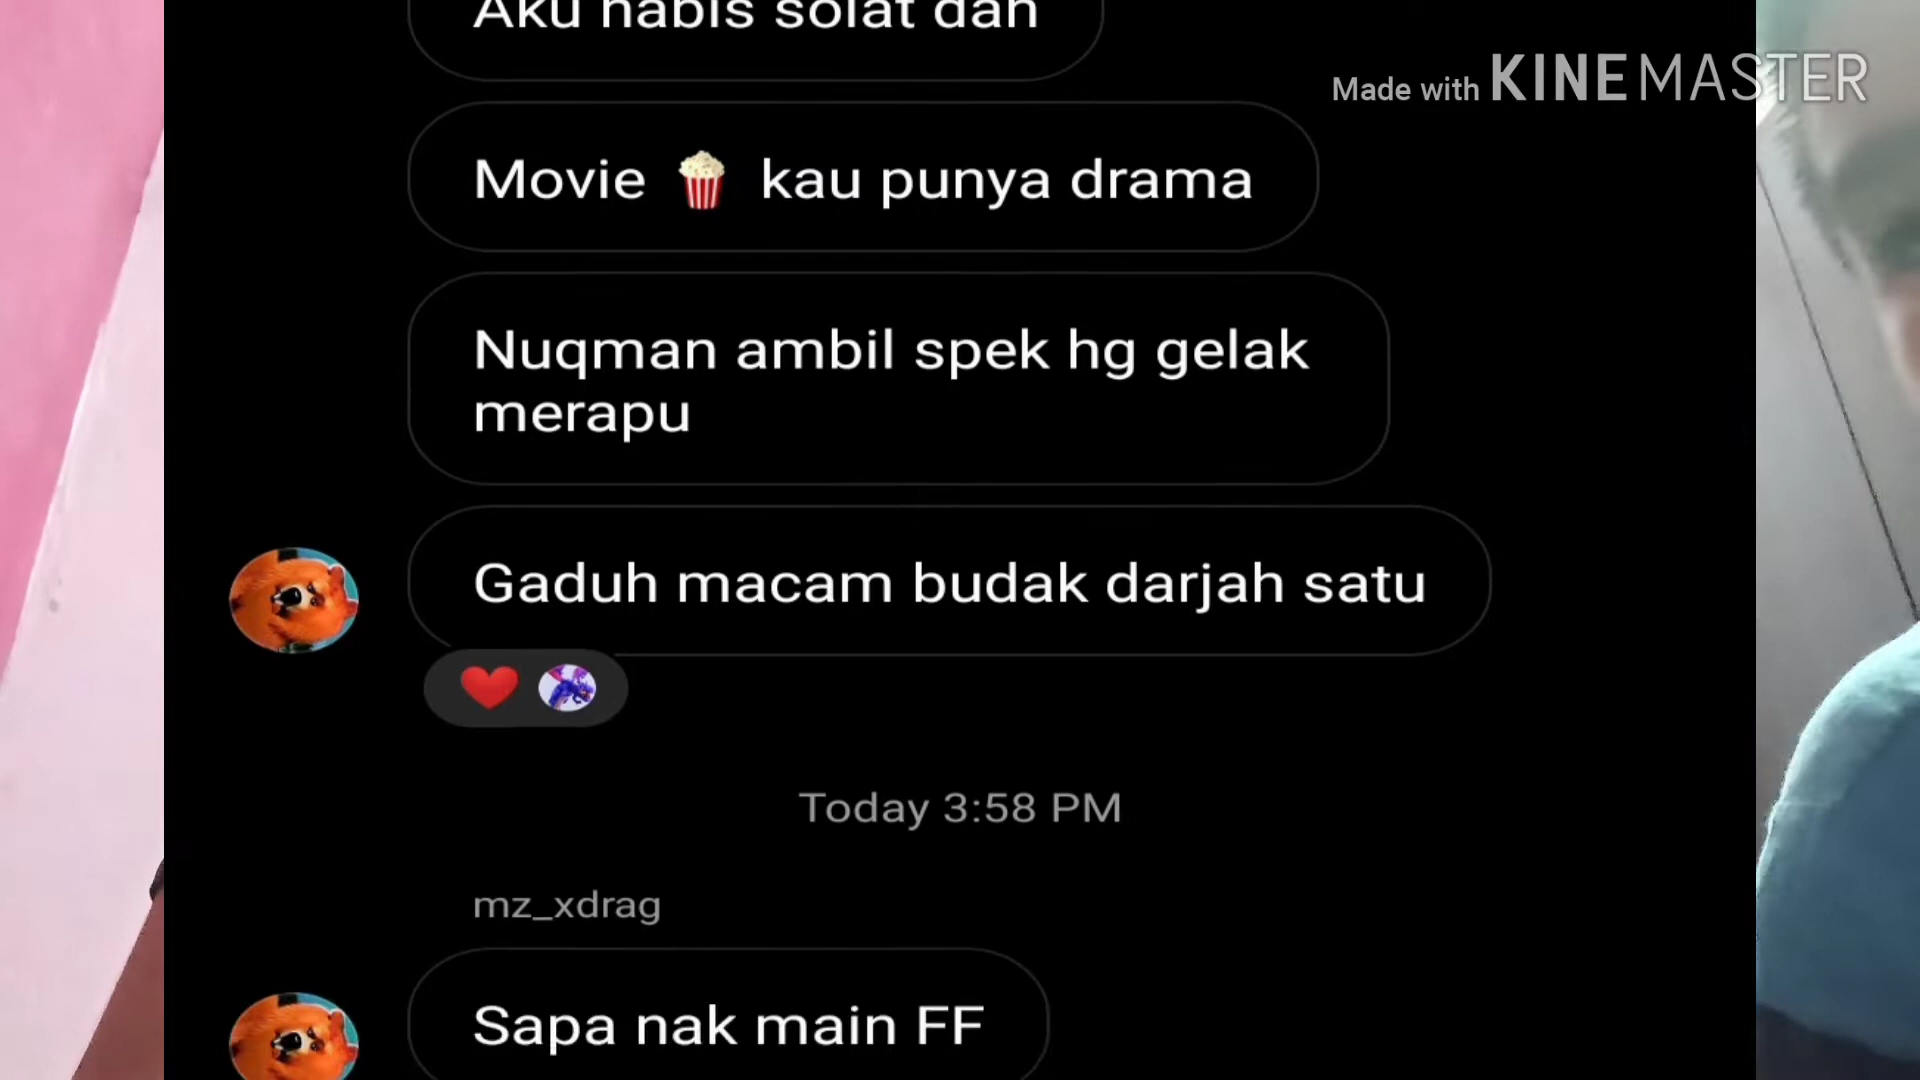 Aku habis solat dah
Made with KINEMASTER
Movie 🍿 kau punya drama
Nuqman ambil spek hg gelak
merapu
Gaduh macam budak darjah satu
Today 3:58 PM
mz_xdrag
Sapa nak main FF